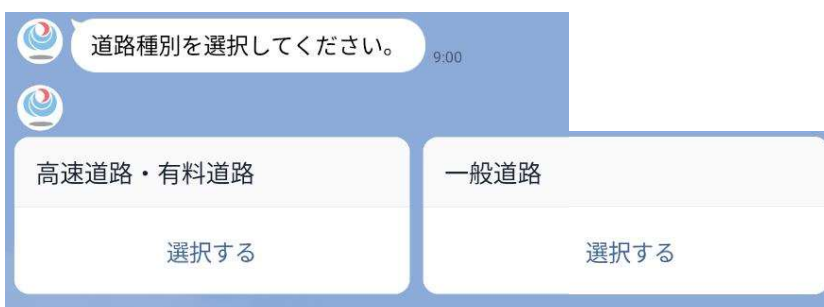 道路種別を選択してください。
9:00
高速道路・有料道路
一般道路
選択する
選択する